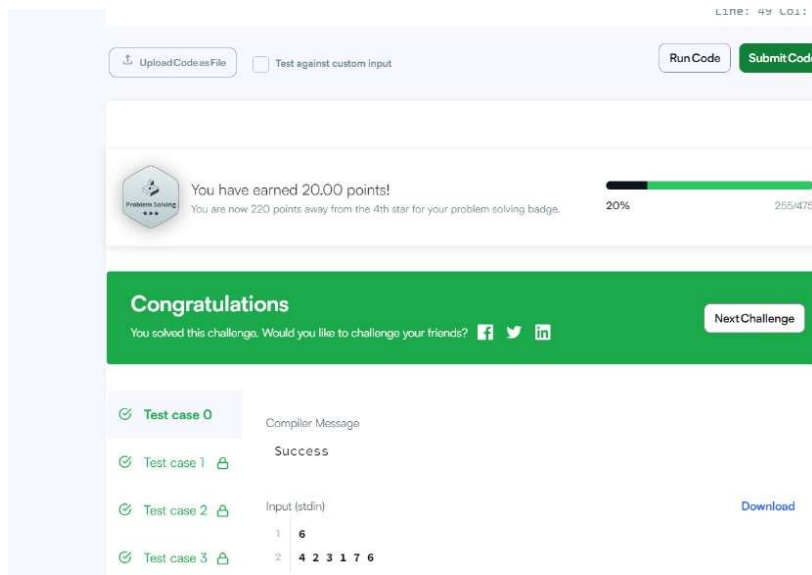 Line: 49 Col:
Upload Code as File
Test against custom input
Run Code
Submit Code
Problem Solving
You have earned 20.00 points!
You are now 220 points away from the 4th star for your problem solving badge.
20%
255/475
Congratulations
You solved this challenge. Would you like to challenge your friends?
Next Challenge
Test case 0
Compiler Message
Success
Test case 1
Test case 2
Input (stdin)
Download
1 6
Test case 3
2 4 2 3 1 7 6